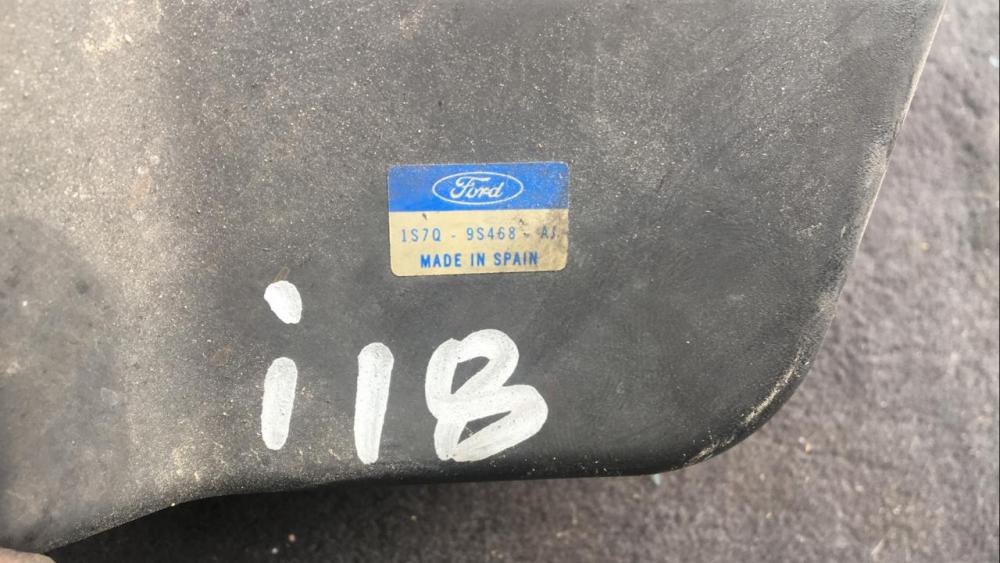 Ford
1S7Q - 9S468 - AJ
MADE IN SPAIN
i18